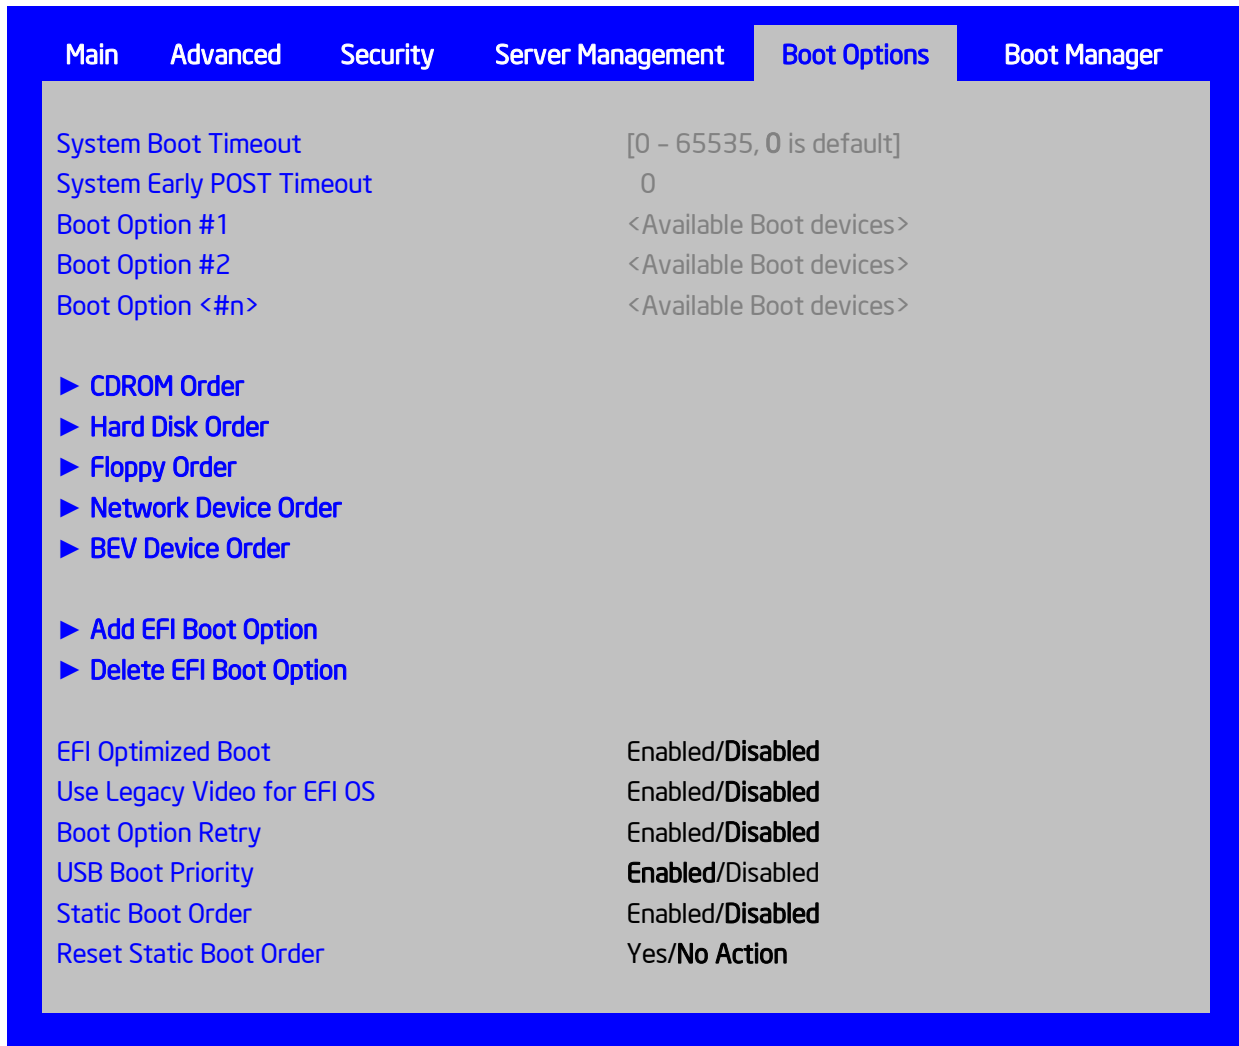 Main Advanced Security Server Management Boot Options Boot Manager
System Boot Timeout [0 – 65535, 0 is default]
System Early POST Timeout 0
Boot Option #1 <Available Boot devices>
Boot Option #2 <Available Boot devices>
Boot Option <#n> <Available Boot devices>
► CDROM Order
► Hard Disk Order
► Floppy Order
► Network Device Order
► BEV Device Order
► Add EFI Boot Option
► Delete EFI Boot Option
EFI Optimized Boot Enabled/Disabled
Use Legacy Video for EFI OS Enabled/Disabled
Boot Option Retry Enabled/Disabled
USB Boot Priority Enabled/Disabled
Static Boot Order Enabled/Disabled
Reset Static Boot Order Yes/No Action